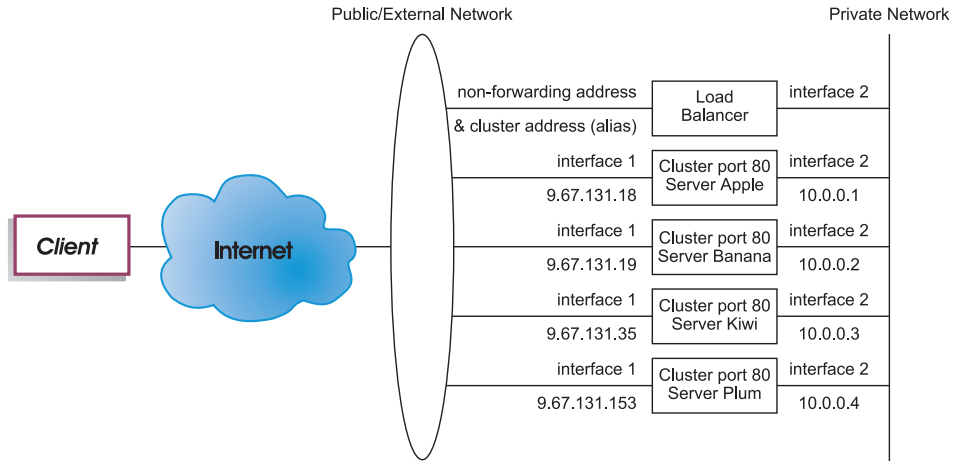 Public/External Network
Private Network
non-forwarding address
& cluster address (alias)
Load
Balancer
interface 2
interface 1
9.67.131.18
Cluster port 80
Server Apple
interface 2
10.0.0.1
interface 1
9.67.131.19
Cluster port 80
Server Banana
interface 2
10.0.0.2
Client
Internet
interface 1
9.67.131.35
Cluster port 80
Server Kiwi
interface 2
10.0.0.3
interface 1
9.67.131.153
Cluster port 80
Server Plum
interface 2
10.0.0.4